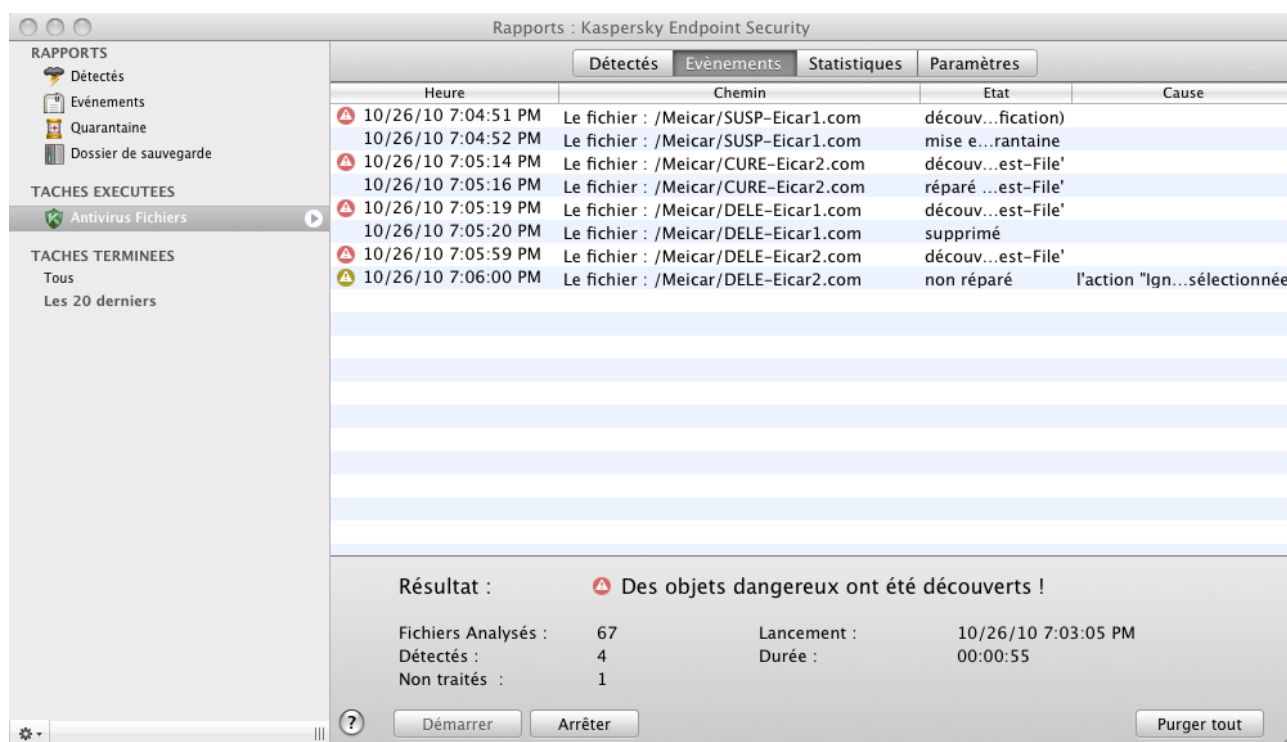 Rapports : Kaspersky Endpoint Security
RAPPORTS
Détectés
Evénements
Quarantaine
Dossier de sauvegarde
TACHES EXECUTEES
Antivirus Fichiers
TACHES TERMINEES
Tous
Les 20 derniers
Détectés Evènements Statistiques Paramètres
Heure Chemin Etat Cause
10/26/10 7:04:51 PM Le fichier : /Meicar/SUSP-Eicar1.com découv...fication)
10/26/10 7:04:52 PM Le fichier : /Meicar/SUSP-Eicar1.com mise e...rantaine
10/26/10 7:05:14 PM Le fichier : /Meicar/CURE-Eicar2.com découv...est-File'
10/26/10 7:05:16 PM Le fichier : /Meicar/CURE-Eicar2.com réparé ...est-File'
10/26/10 7:05:19 PM Le fichier : /Meicar/DELE-Eicar1.com découv...est-File'
10/26/10 7:05:20 PM Le fichier : /Meicar/DELE-Eicar1.com supprimé
10/26/10 7:05:59 PM Le fichier : /Meicar/DELE-Eicar2.com découv...est-File'
10/26/10 7:06:00 PM Le fichier : /Meicar/DELE-Eicar2.com non réparé l'action "Ign...sélectionnée
Résultat : Des objets dangereux ont été découverts !
Fichiers Analysés : 67 Lancement : 10/26/10 7:03:05 PM
Détectés : 4 Durée : 00:00:55
Non traités : 1
? Démarrer Arrêter Purger tout